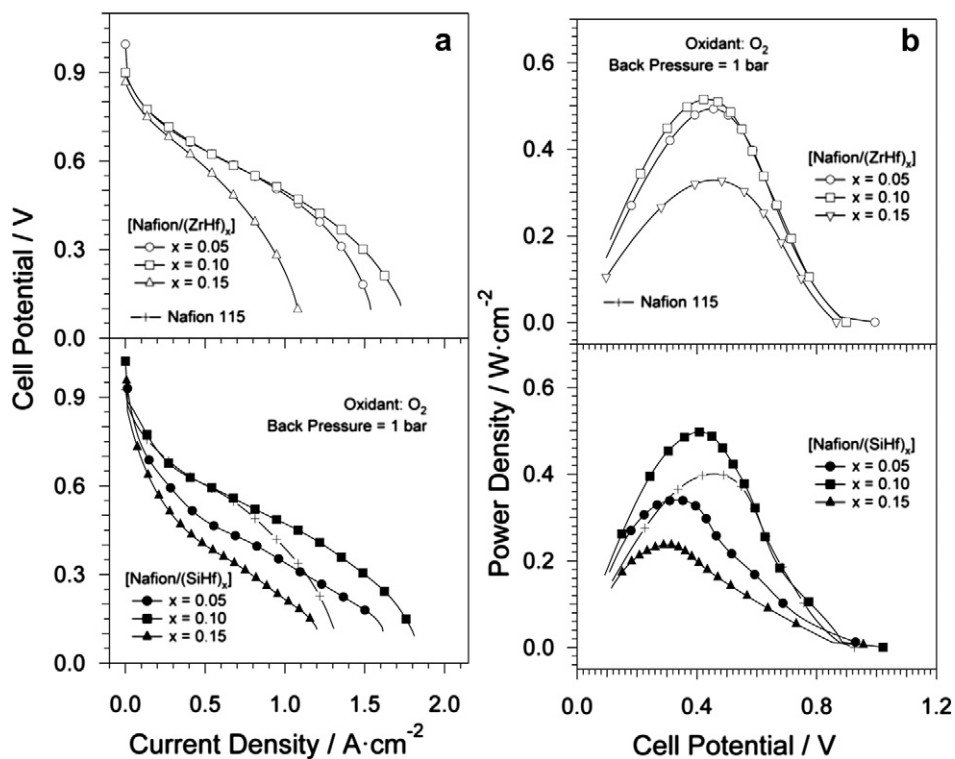 a
Cell Potential / V
0.9
0.6
0.3
0.0
[Nafion/(ZrHf)ₓ]
x = 0.05
x = 0.10
x = 0.15
Nafion 115
0.9
0.6
0.3
0.0
Oxidant: O₂
Back Pressure = 1 bar
[Nafion/(SiHf)ₓ]
x = 0.05
x = 0.10
x = 0.15
0.0 0.5 1.0 1.5 2.0
Current Density / A·cm⁻²
b
Power Density / W·cm⁻²
Oxidant: O₂
Back Pressure = 1 bar
0.6
0.4
0.2
0.0
[Nafion/(ZrHf)ₓ]
x = 0.05
x = 0.10
x = 0.15
Nafion 115
0.6
0.4
0.2
0.0
[Nafion/(SiHf)ₓ]
x = 0.05
x = 0.10
x = 0.15
0.0 0.4 0.8 1.2
Cell Potential / V